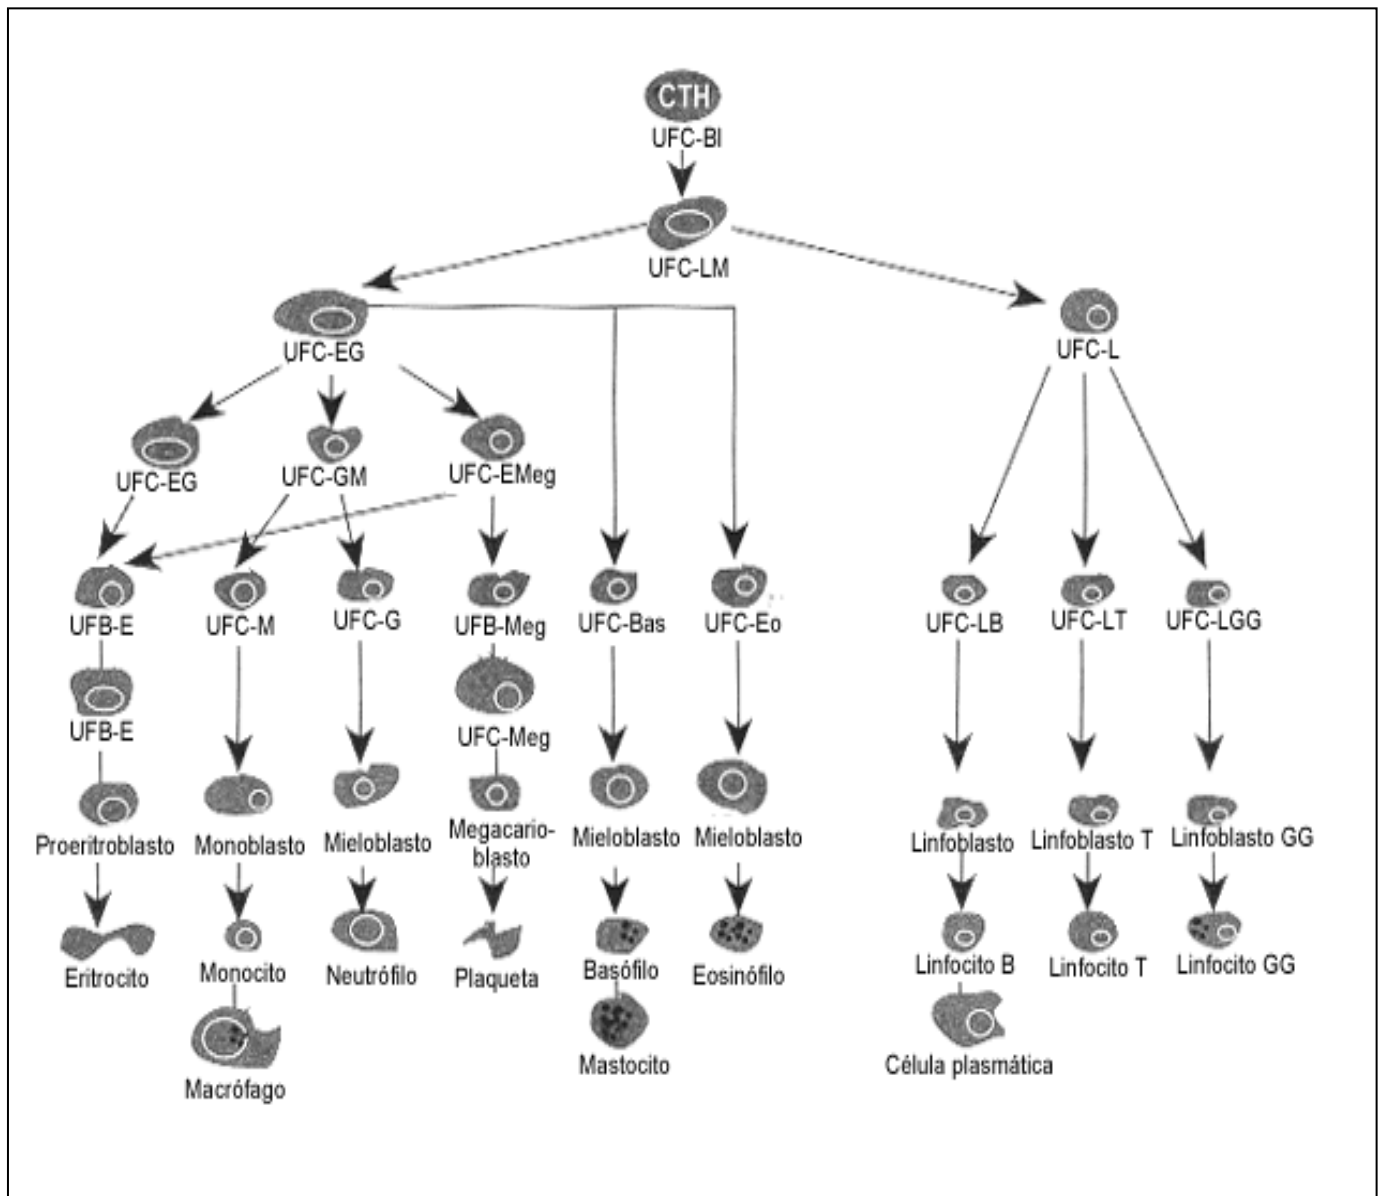 CTH
UFC-Bl
UFC-LM
UFC-EG
UFC-L
UFC-EG
UFC-GM
UFC-EMeg
UFB-E
UFC-M
UFC-G
UFB-Meg
UFC-Bas
UFC-Eo
UFC-LB
UFC-LT
UFC-LGG
UFB-E
UFC-Meg
Proeritroblasto
Monoblasto
Mieloblasto
Megacario-
blasto
Mieloblasto
Mieloblasto
Linfoblasto
Linfoblasto T
Linfoblasto GG
Eritrocito
Monocito
Neutrófilo
Plaqueta
Basófilo
Eosinófilo
Linfocito B
Linfocito T
Linfocito GG
Macrófago
Mastocito
Célula plasmática